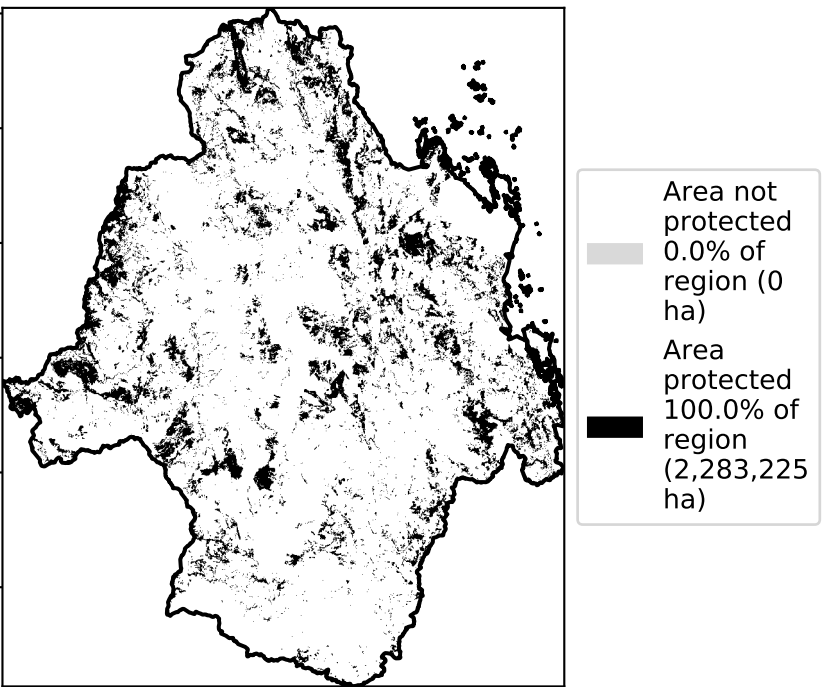 Area not
protected
0.0% of
region (0
ha)
Area
protected
100.0% of
region
(2,283,225
ha)